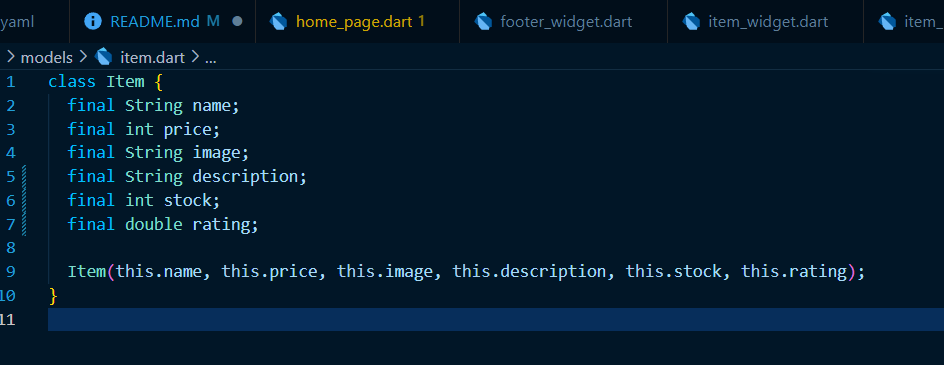 yaml README.md M home_page.dart 1 footer_widget.dart item_widget.dart item_
models > item.dart > ...
1 class Item {
2 final String name;
3 final int price;
4 final String image;
5 final String description;
6 final int stock;
7 final double rating;
8
9 Item(this.name, this.price, this.image, this.description, this.stock, this.rating);
10 }
11